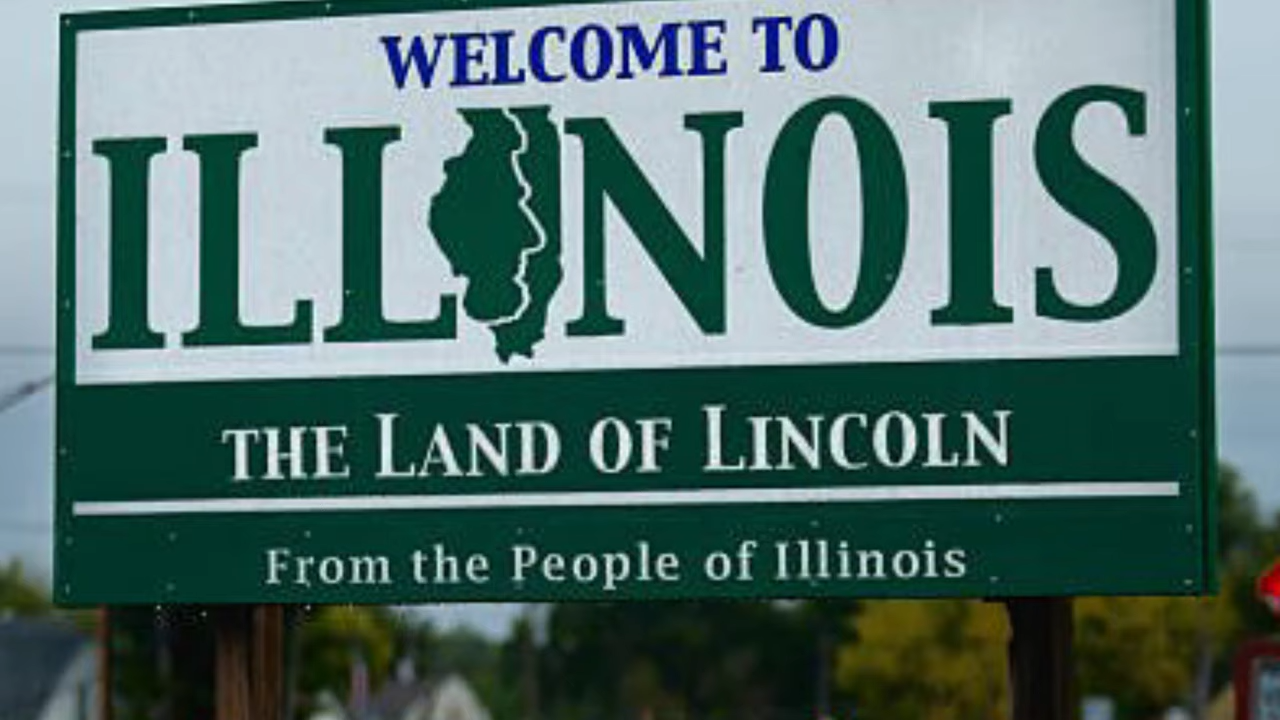 WELCOME TO
ILLINOIS
THE LAND OF LINCOLN
From the People of Illinois